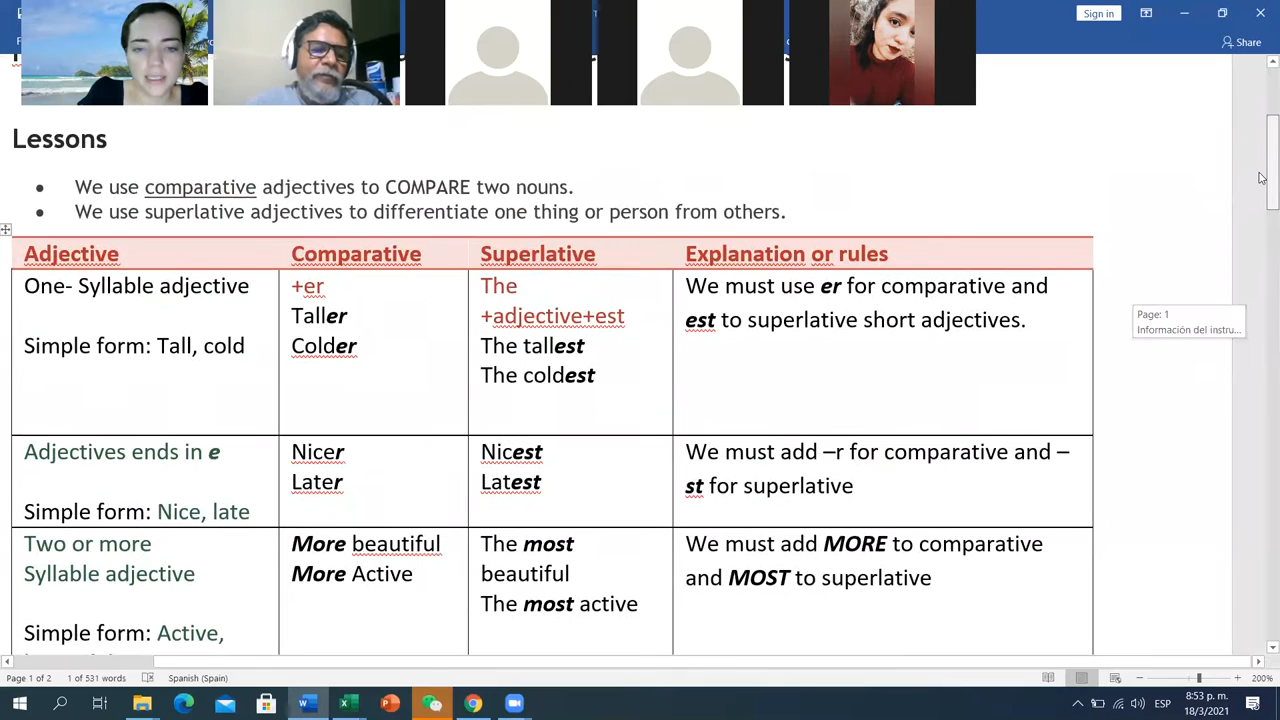 Sign in
Share
Lessons
• We use comparative adjectives to COMPARE two nouns.
• We use superlative adjectives to differentiate one thing or person from others.
Adjective Comparative Superlative Explanation or rules
One- Syllable adjective +er The We must use er for comparative and
+adjective+est est to superlative short adjectives.
Taller
Simple form: Tall, cold Colder The tallest
The coldest
Page: 1
Información del instru...
Adjectives ends in e Nicer Nicest We must add –r for comparative and –
Later Latest st for superlative
Simple form: Nice, late
Two or more More beautiful The most We must add MORE to comparative
Syllable adjective More Active beautiful and MOST to superlative
The most active
Simple form: Active,
Page 1 of 2 1 of 531 words Spanish (Spain) 200%
ESP 8:53 p. m.
18/3/2021